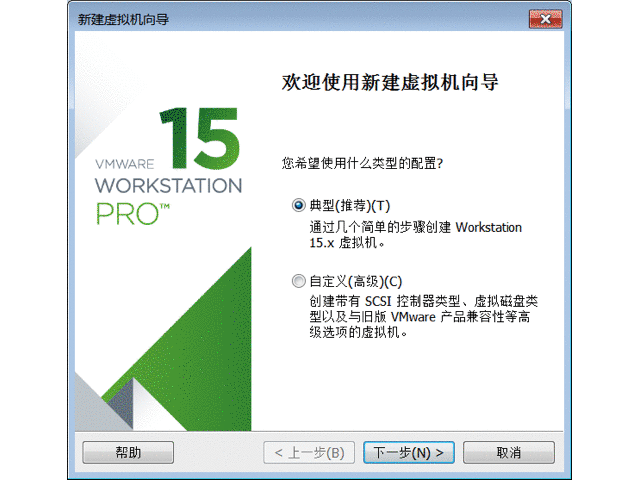 新建虚拟机向导
欢迎使用新建虚拟机向导
15
VMWARE
WORKSTATION
PRO™
您希望使用什么类型的配置?
典型(推荐)(T)
通过几个简单的步骤创建 Workstation
15.x 虚拟机。
自定义(高级)(C)
创建带有 SCSI 控制器类型、虚拟磁盘类
型以及与旧版 VMware 产品兼容性等高
级选项的虚拟机。
帮助
< 上一步(B)
下一步(N) >
取消